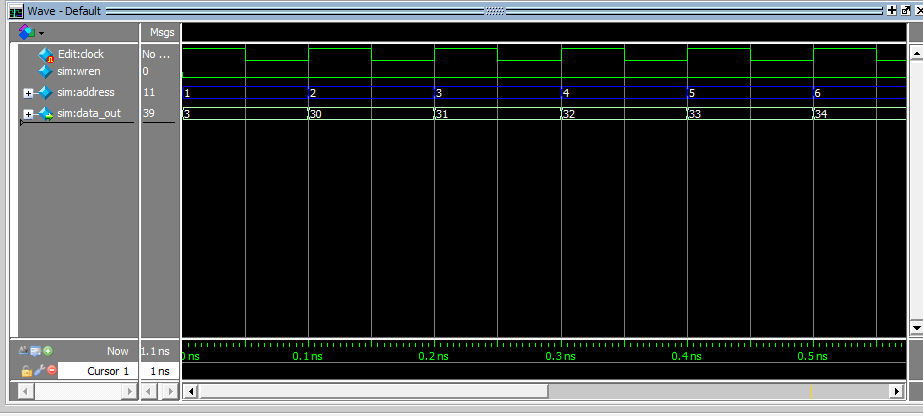 Wave - Default
Msgs
Edit:clock No ...
sim:wren 0
sim:address 11 1 2 3 4 5 6
sim:data_out 39 3 30 31 32 33 34
Now 1.1 ns 0 ns 0.1 ns 0.2 ns 0.3 ns 0.4 ns 0.5 ns
Cursor 1 1 ns